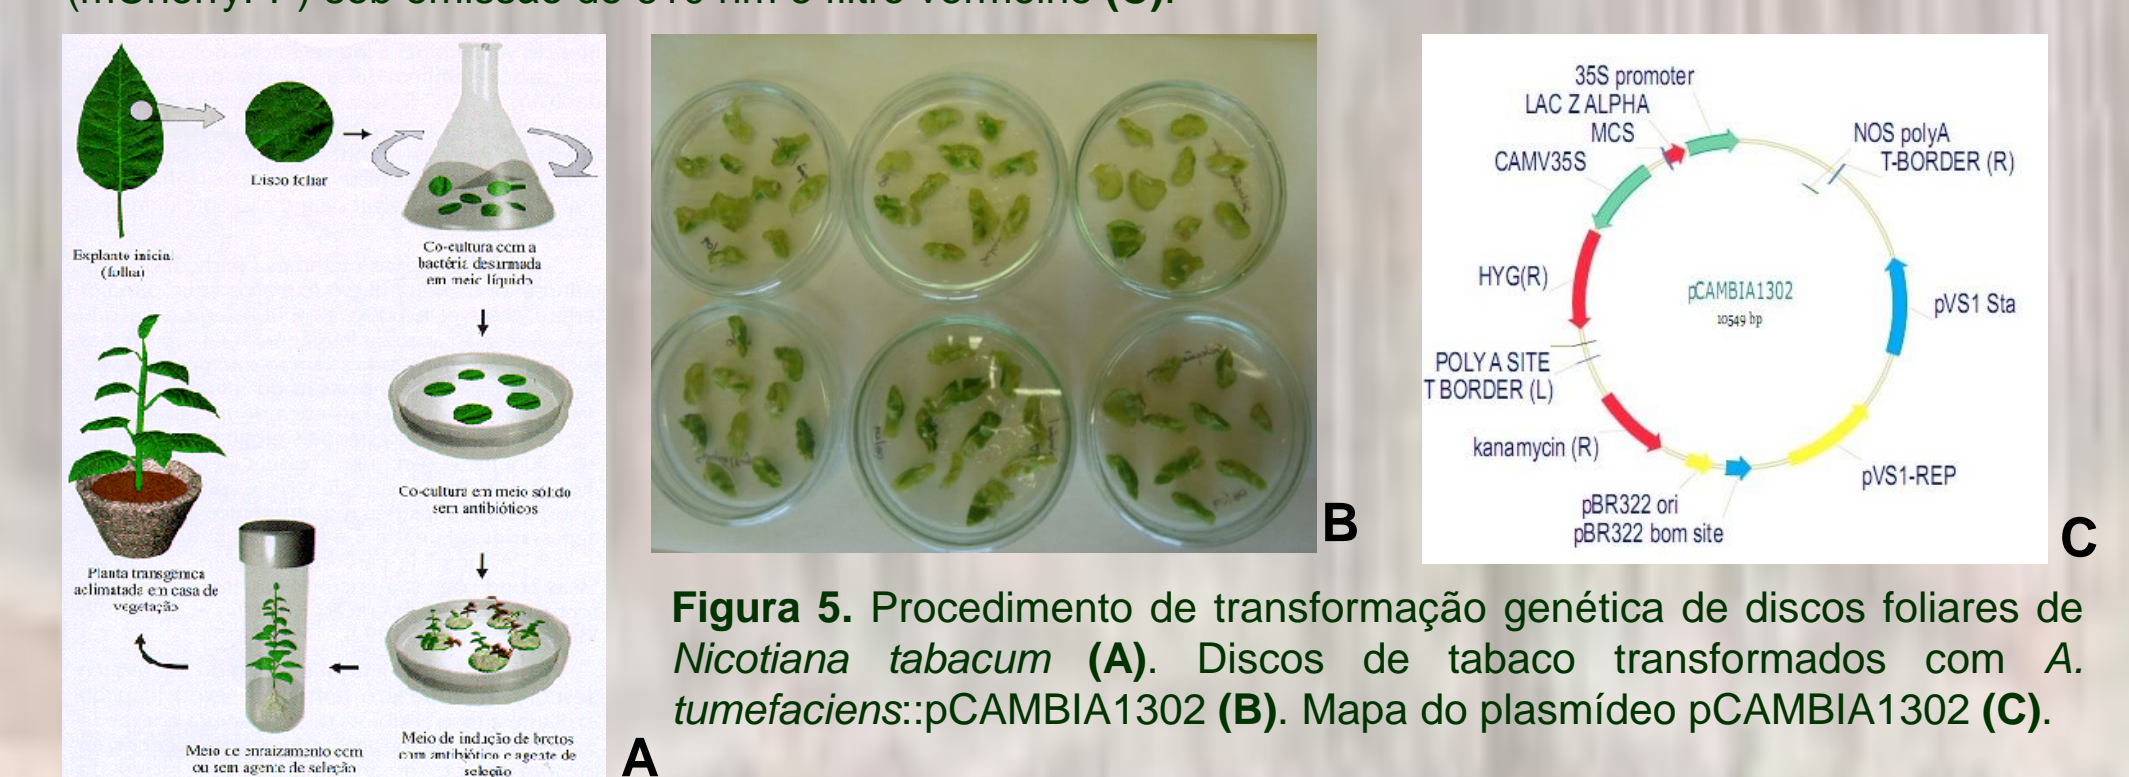 Disco foliar
Explante inicial
(folha)
Co-cultura com a
bactéria desarmada
em meio líquido
Co-cultura em meio sólido
sem antibióticos
Meio de indução de brotos
com antibiótico e agente de
seleção
Meio de enraizamento com
ou sem agente de seleção
Planta transgênica
aclimatada em casa de
vegetação
A
B
35S promoter
LAC Z ALPHA
MCS
CAMV35S
HYG(R)
POLY A SITE
T BORDER (L)
kanamycin (R)
pBR322 ori
pBR322 bom site
pVS1-REP
pVS1 Sta
NOS polyA
T-BORDER (R)
pCAMBIA1302
10549 bp
C
Figura 5. Procedimento de transformação genética de discos foliares de
Nicotiana tabacum (A). Discos de tabaco transformados com A.
tumefaciens::pCAMBIA1302 (B). Mapa do plasmídeo pCAMBIA1302 (C).